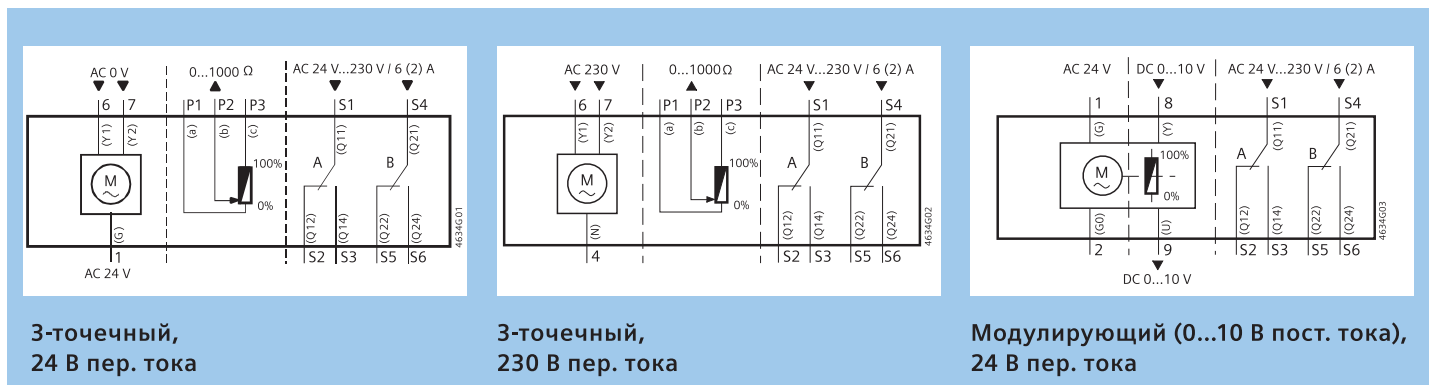 AC 0 V 0...1000 Ω AC 24 V...230 V / 6 (2) A
6 7 P1 P2 P3 S1 S4
(Y1) (Y2) (a) (b) (c) (Q11) (Q21)
A B
100%
M
0%
(G) (Q12) (Q14) (Q22) (Q24)
4634G01
1 S2 S3 S5 S6
AC 24 V
3-точечный,
24 В пер. тока
AC 230 V 0...1000 Ω AC 24 V...230 V / 6 (2) A
6 7 P1 P2 P3 S1 S4
(Y1) (Y2) (a) (b) (c) (Q11) (Q21)
A B
100%
M
0%
(N) (Q12) (Q14) (Q22) (Q24)
4634G02
4 S2 S3 S5 S6
3-точечный,
230 В пер. тока
AC 24 V DC 0...10 V AC 24 V...230 V / 6 (2) A
1 8 S1 S4
(G) (Y) (Q11) (Q21)
A B
100%
M
0%
(G0) (U) (Q12) (Q14) (Q22) (Q24)
4634G03
2 9 S2 S3 S5 S6
DC 0...10 V
Модулирующий (0...10 В пост. тока),
24 В пер. тока